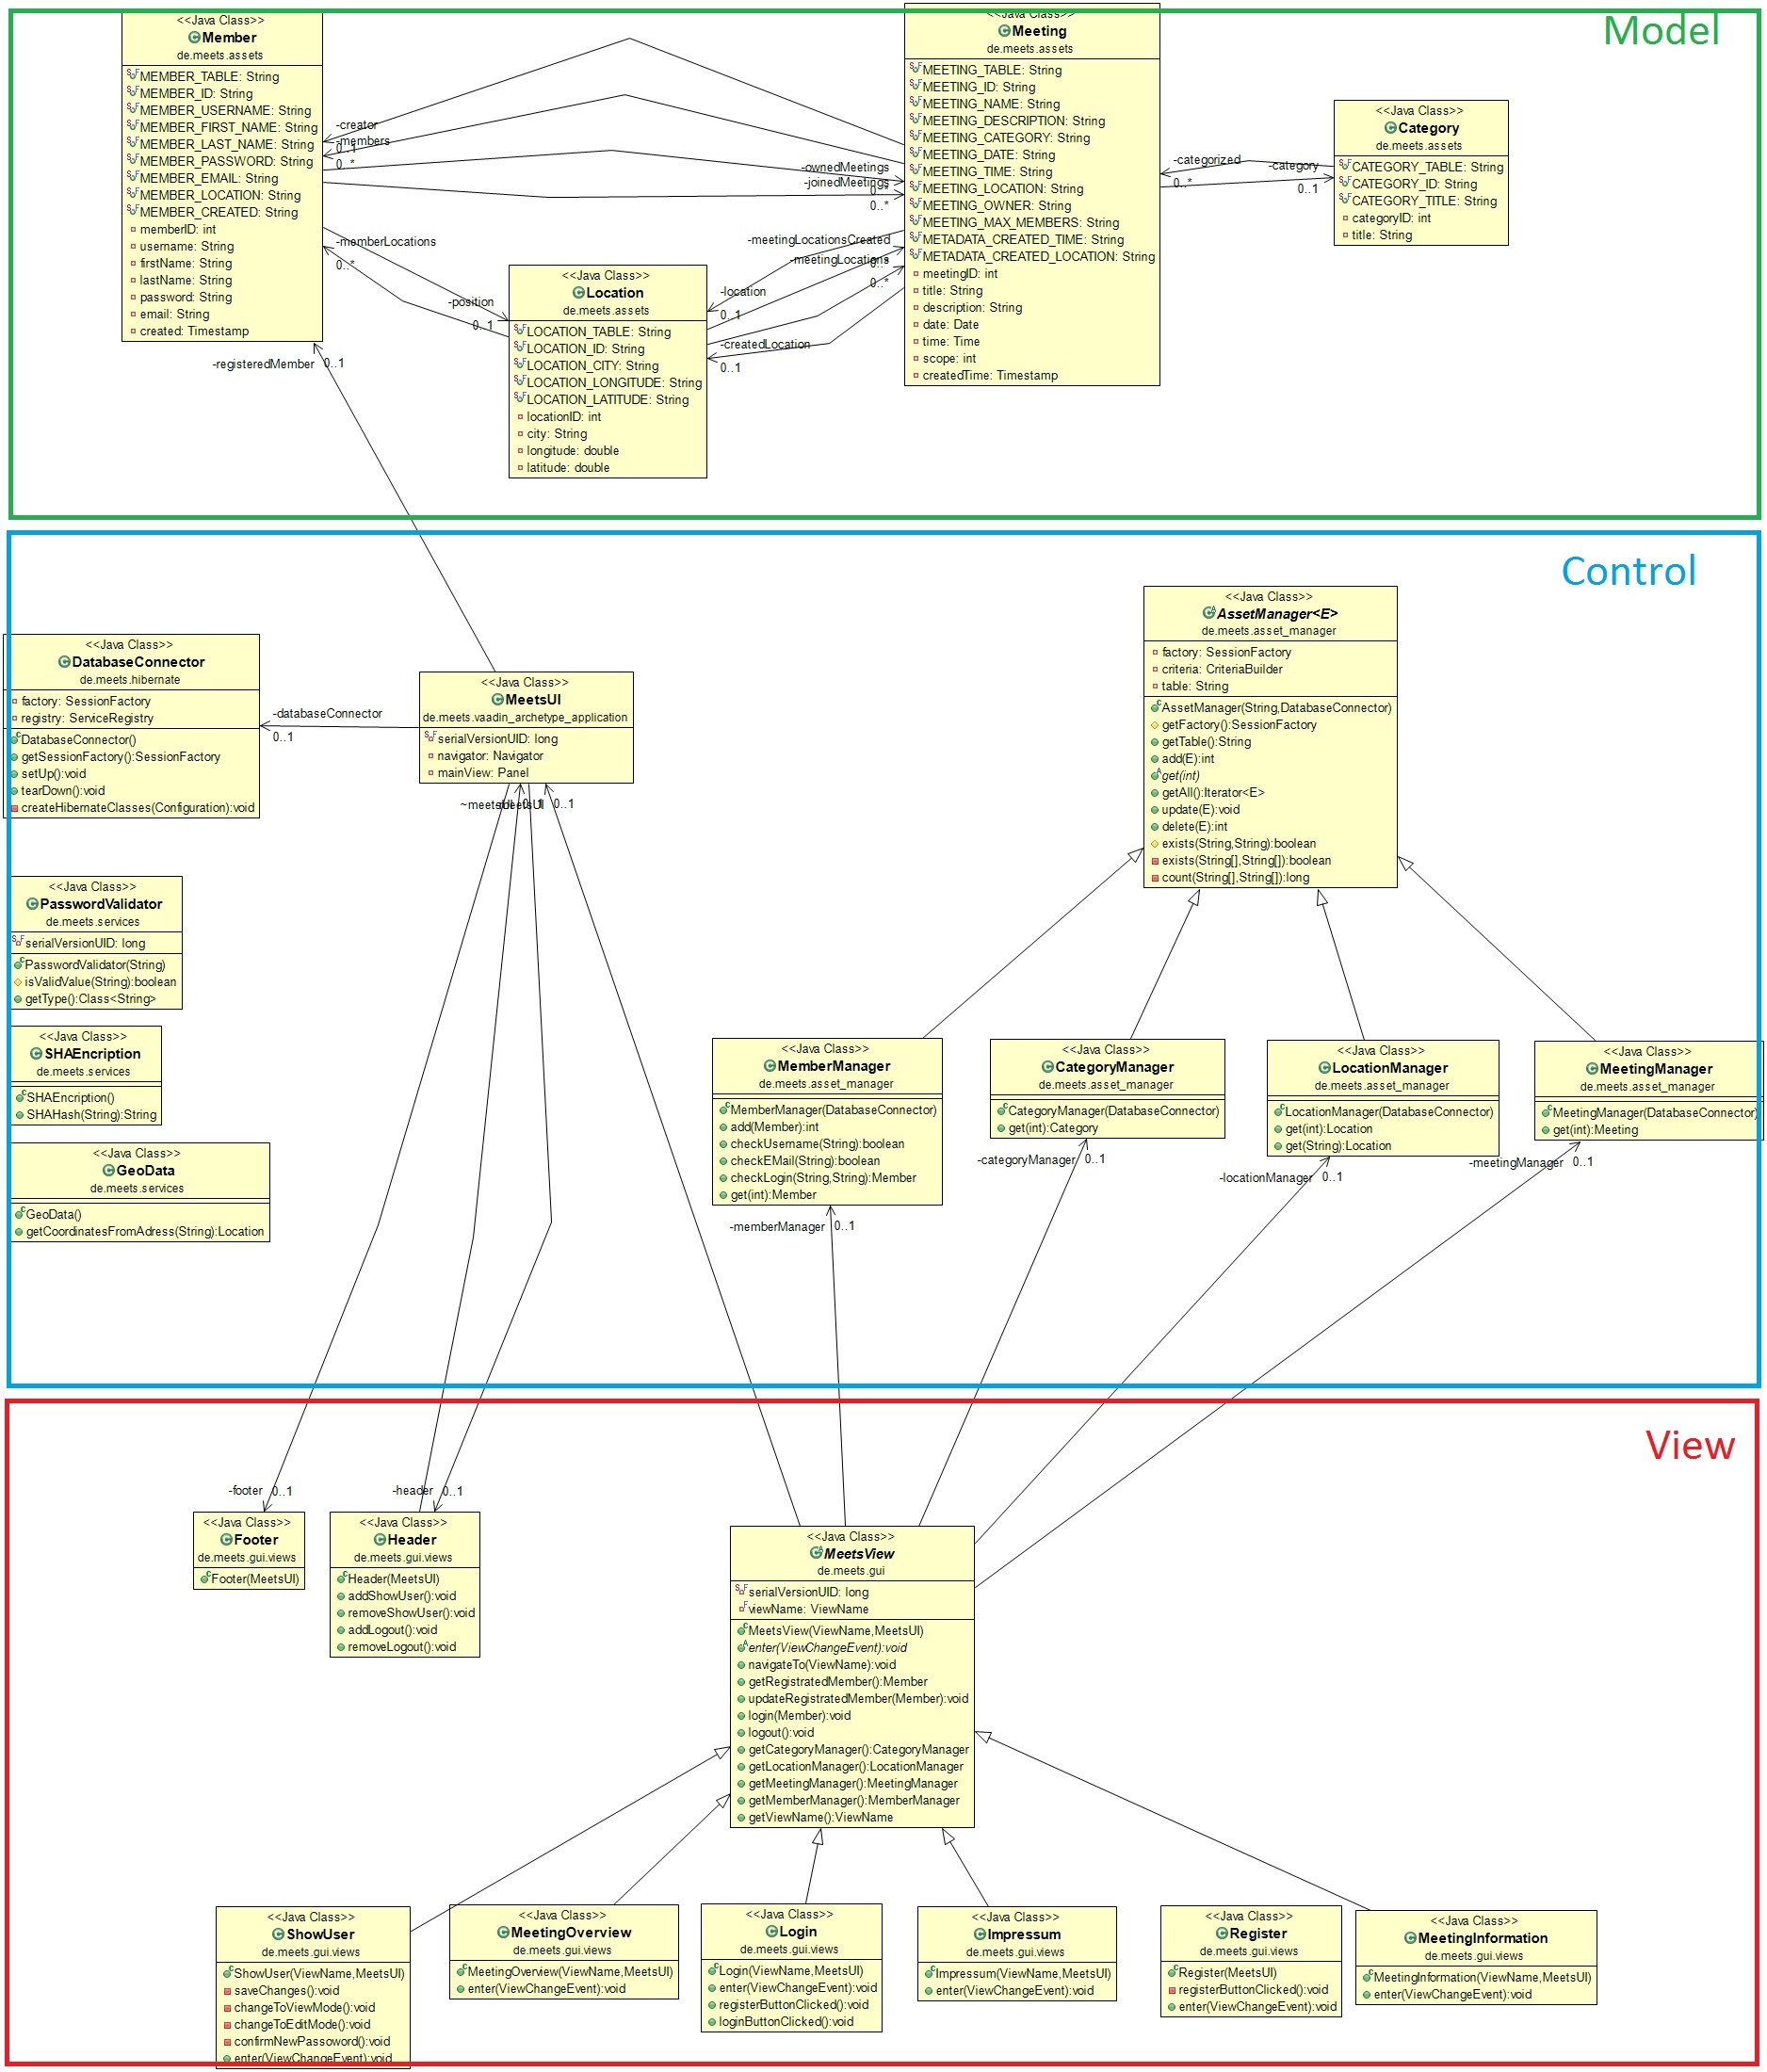 Model
<<Java Class>>
Member
de.meets.assets
MEMBER_TABLE: String
MEMBER_ID: String
MEMBER_USERNAME: String
MEMBER_FIRST_NAME: String
MEMBER_LAST_NAME: String
MEMBER_PASSWORD: String
MEMBER_EMAIL: String
MEMBER_LOCATION: String
MEMBER_CREATED: String
memberID: int
username: String
firstName: String
lastName: String
password: String
email: String
created: Timestamp
-creator
0..1
-members
0..*
-ownedMeetings
0..*
-joinedMeetings
0..*
<<Java Class>>
Meeting
de.meets.assets
MEETING_TABLE: String
MEETING_ID: String
MEETING_NAME: String
MEETING_DESCRIPTION: String
MEETING_CATEGORY: String
MEETING_DATE: String
MEETING_TIME: String
MEETING_LOCATION: String
MEETING_OWNER: String
MEETING_MAX_MEMBERS: String
METADATA_CREATED_TIME: String
METADATA_CREATED_LOCATION: String
meetingID: int
title: String
description: String
date: Date
time: Time
scope: int
createdTime: Timestamp
-categorized
0..*
-category
0..1
<<Java Class>>
Category
de.meets.assets
CATEGORY_TABLE: String
CATEGORY_ID: String
CATEGORY_TITLE: String
categoryID: int
title: String
-memberLocations
0..*
-position
0..1
-meetingLocationsCreated
0..*
-meetingLocations
0..*
-location
0..1
-createdLocation
0..1
<<Java Class>>
Location
de.meets.assets
LOCATION_TABLE: String
LOCATION_ID: String
LOCATION_CITY: String
LOCATION_LONGITUDE: String
LOCATION_LATITUDE: String
locationID: int
city: String
longitude: double
latitude: double
-registeredMember
0..1
Control
<<Java Class>>
DatabaseConnector
de.meets.hibernate
factory: SessionFactory
registry: ServiceRegistry
DatabaseConnector()
getSessionFactory():SessionFactory
setUp():void
tearDown():void
createHibernateClasses(Configuration):void
-databaseConnector
0..1
<<Java Class>>
MeetsUI
de.meets.vaadin_archetype_application
serialVersionUID: long
navigator: Navigator
mainView: Panel
~meetsUI
-meetsUI
0..1
0..1
<<Java Class>>
AssetManager<E>
de.meets.asset_manager
factory: SessionFactory
criteria: CriteriaBuilder
table: String
AssetManager(String,DatabaseConnector)
getFactory():SessionFactory
getTable():String
add(E):int
get(int)
getAll():Iterator<E>
update(E):void
delete(E):int
exists(String,String):boolean
exists(String[],String[]):boolean
count(String[],String[]):long
<<Java Class>>
PasswordValidator
de.meets.services
serialVersionUID: long
PasswordValidator(String)
isValidValue(String):boolean
getType():Class<String>
<<Java Class>>
SHAEncription
de.meets.services
SHAEncription()
SHAHash(String):String
<<Java Class>>
GeoData
de.meets.services
GeoData()
getCoordinatesFromAdress(String):Location
<<Java Class>>
MemberManager
de.meets.asset_manager
MemberManager(DatabaseConnector)
add(Member):int
checkUsername(String):boolean
checkEMail(String):boolean
checkLogin(String,String):Member
get(int):Member
-memberManager
0..1
<<Java Class>>
CategoryManager
de.meets.asset_manager
CategoryManager(DatabaseConnector)
get(int):Category
-categoryManager
0..1
<<Java Class>>
LocationManager
de.meets.asset_manager
LocationManager(DatabaseConnector)
get(int):Location
get(String):Location
-locationManager
0..1
<<Java Class>>
MeetingManager
de.meets.asset_manager
MeetingManager(DatabaseConnector)
get(int):Meeting
-meetingManager
0..1
View
-footer
0..1
<<Java Class>>
Footer
de.meets.gui.views
Footer(MeetsUI)
-header
0..1
<<Java Class>>
Header
de.meets.gui.views
Header(MeetsUI)
addShowUser():void
removeShowUser():void
addLogout():void
removeLogout():void
<<Java Class>>
MeetsView
de.meets.gui
serialVersionUID: long
viewName: ViewName
MeetsView(ViewName,MeetsUI)
enter(ViewChangeEvent):void
navigateTo(ViewName):void
getRegistratedMember():Member
updateRegistratedMember(Member):void
login(Member):void
logout():void
getCategoryManager():CategoryManager
getLocationManager():LocationManager
getMeetingManager():MeetingManager
getMemberManager():MemberManager
getViewName():ViewName
<<Java Class>>
ShowUser
de.meets.gui.views
ShowUser(ViewName,MeetsUI)
saveChanges():void
changeToViewMode():void
changeToEditMode():void
confirmNewPassoword():void
enter(ViewChangeEvent):void
<<Java Class>>
MeetingOverview
de.meets.gui.views
MeetingOverview(ViewName,MeetsUI)
enter(ViewChangeEvent):void
<<Java Class>>
Login
de.meets.gui.views
Login(ViewName,MeetsUI)
enter(ViewChangeEvent):void
registerButtonClicked():void
loginButtonClicked():void
<<Java Class>>
Impressum
de.meets.gui.views
Impressum(ViewName,MeetsUI)
enter(ViewChangeEvent):void
<<Java Class>>
Register
de.meets.gui.views
Register(MeetsUI)
registerButtonClicked():void
enter(ViewChangeEvent):void
<<Java Class>>
MeetingInformation
de.meets.gui.views
MeetingInformation(ViewName,MeetsUI)
enter(ViewChangeEvent):void